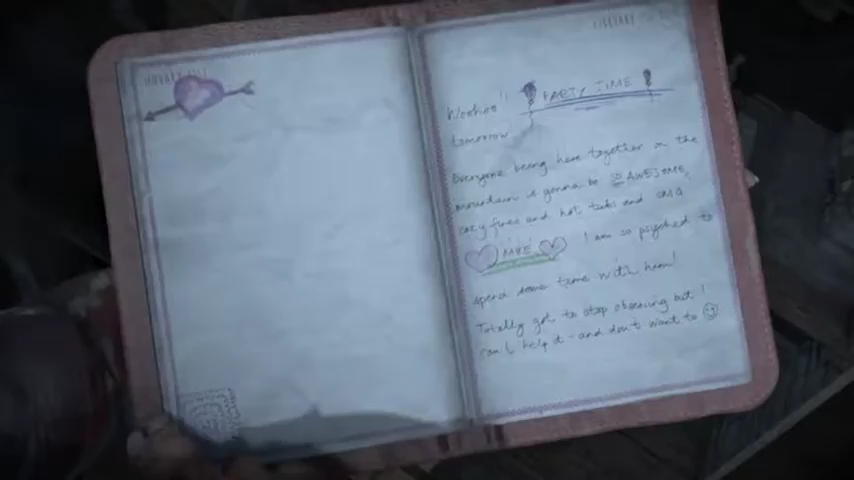 Woohoo!! PARTY TIME
tomorrow
Everyone being here together on the
mountain is gonna be SO AWESOME,
cozy fires and hot tubs and
MIKE I am so psyched to
spend some time with him!
Totally got to stop obsessing but I
can't help it - and don't want to